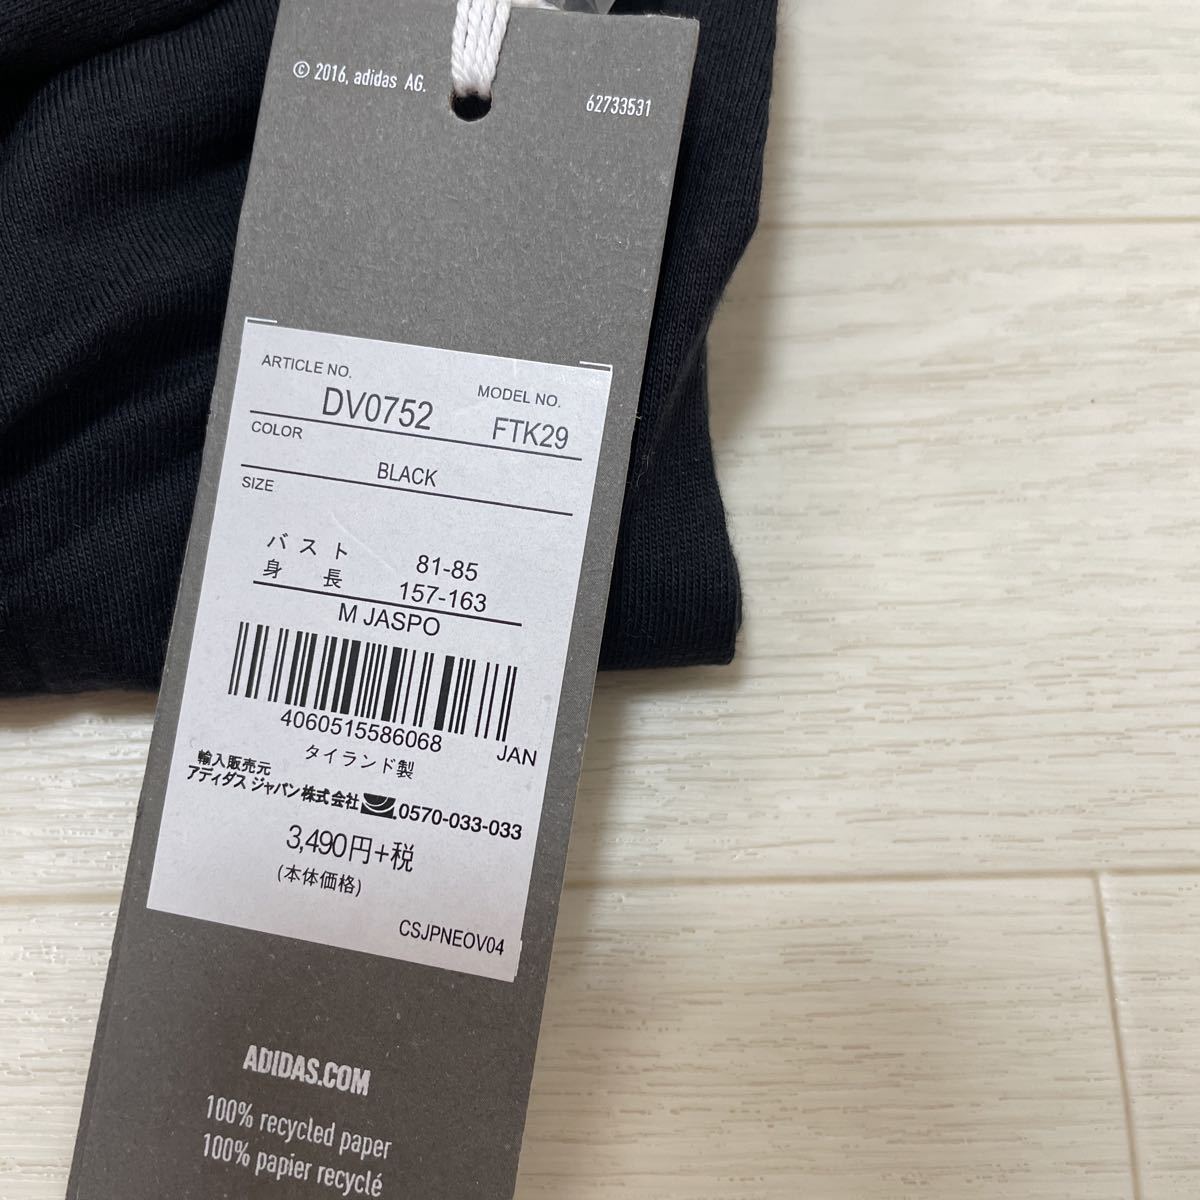 © 2016, adidas AG.
62733531
ARTICLE NO.
MODEL NO.
DV0752
FTK29
COLOR
BLACK
SIZE
バスト 81-85
身長 157-163
M JASPO
4060515586068
JAN
タイランド製
輸入販売元
アディダス ジャパン株式会社 0570-033-033
3,490円+税
(本体価格)
CSJPNEOV04
ADIDAS.COM
100% recycled paper
100% papier recyclé